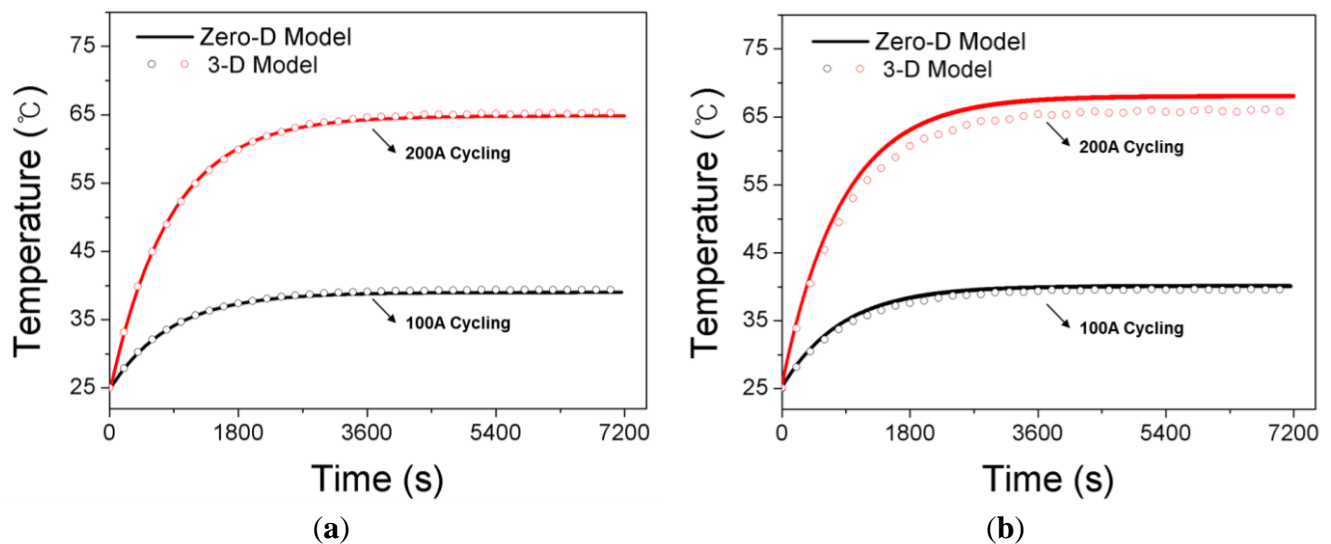 Zero-D Model
3-D Model
Temperature (℃)
75
65
55
45
35
25
200A Cycling
100A Cycling
0 1800 3600 5400 7200
Time (s)
(a)
Zero-D Model
3-D Model
Temperature (℃)
75
65
55
45
35
25
200A Cycling
100A Cycling
0 1800 3600 5400 7200
Time (s)
(b)